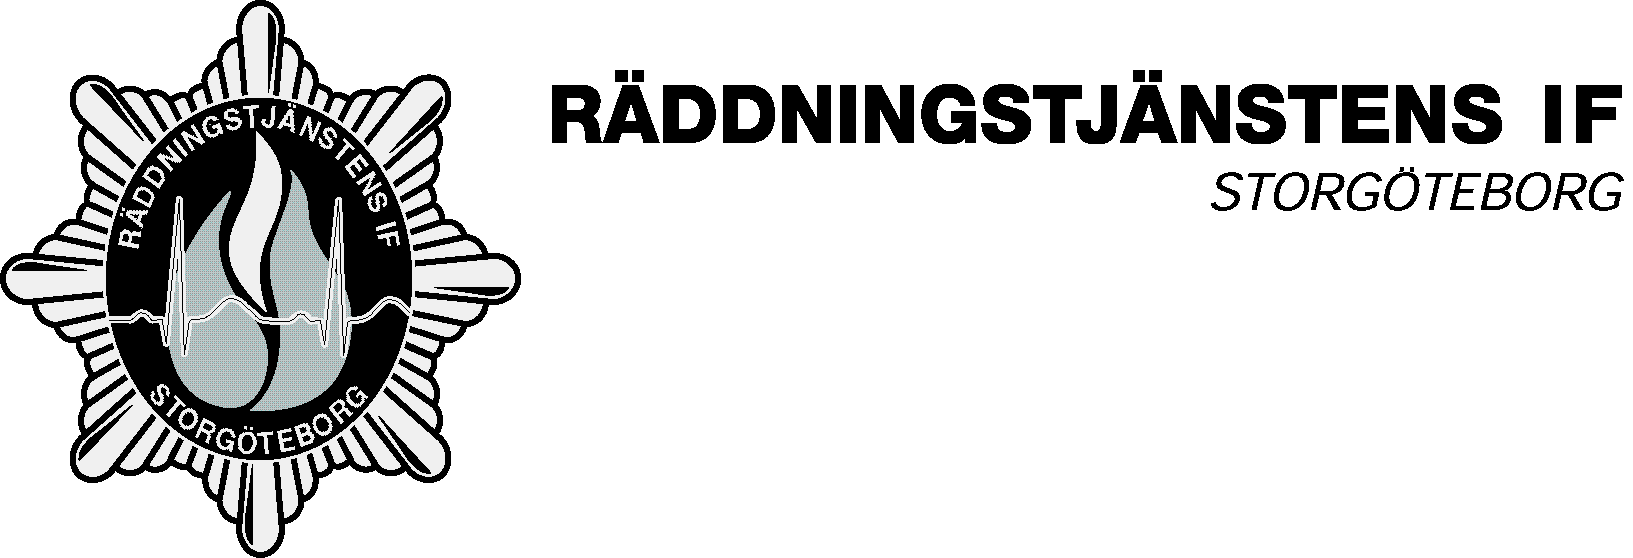 RÄDDNINGSTJÄNSTENS IF
STORGÖTEBORG
RÄDDNINGSTJÄNSTENS IF
STORGÖTEBORG